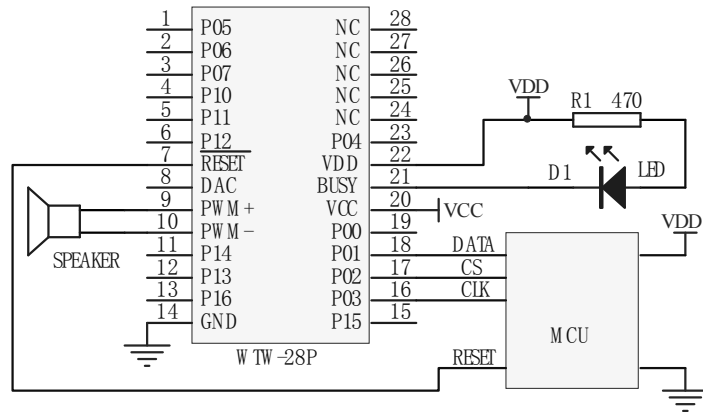 1 P05 NC 28
2 P06 NC 27
3 P07 NC 26
4 P10 NC 25
5 P11 NC 24
6 P12 P04 23
7 RESET VDD 22
8 DAC BUSY 21
9 PWM+ VCC 20
10 PWM- P00 19
11 P14 P01 18
12 P13 P02 17
13 P16 P03 16
14 GND P15 15
WTW-28P
SPEAKER
VDD
R1 470
D1 LED
VCC
VDD
DATA
CS
CLK
MCU
RESET